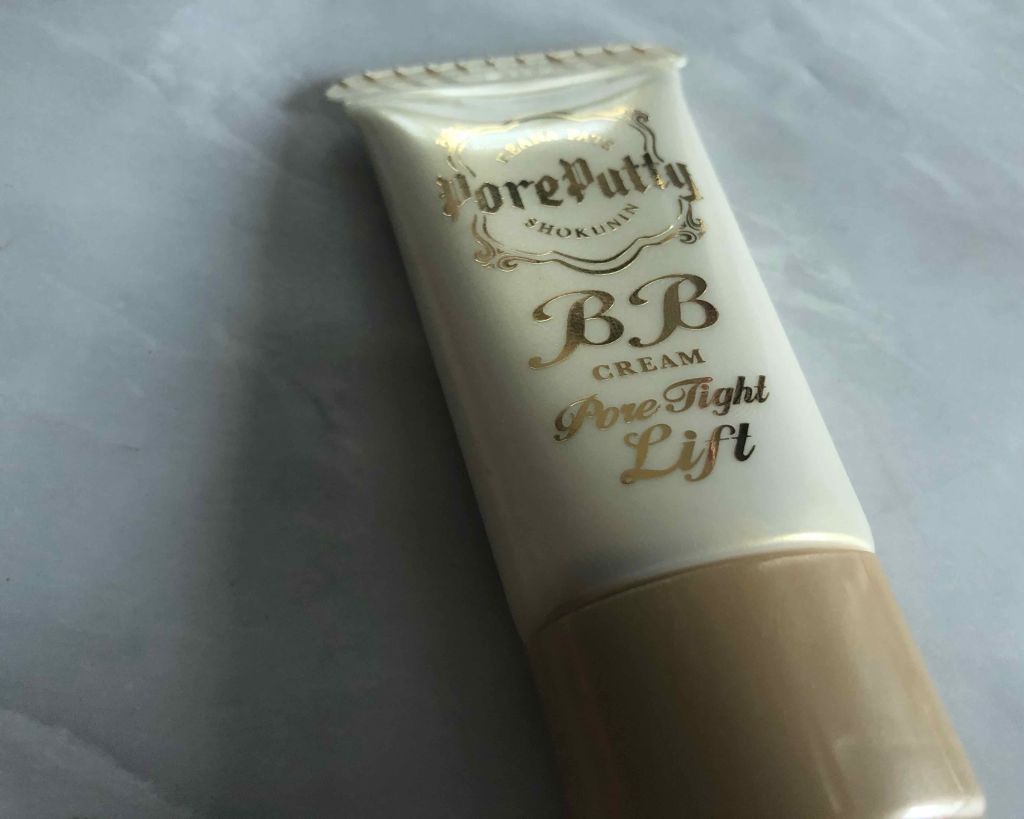 PorePutty
SHOKUNIN
BB
CREAM
Pore Tight
Lift